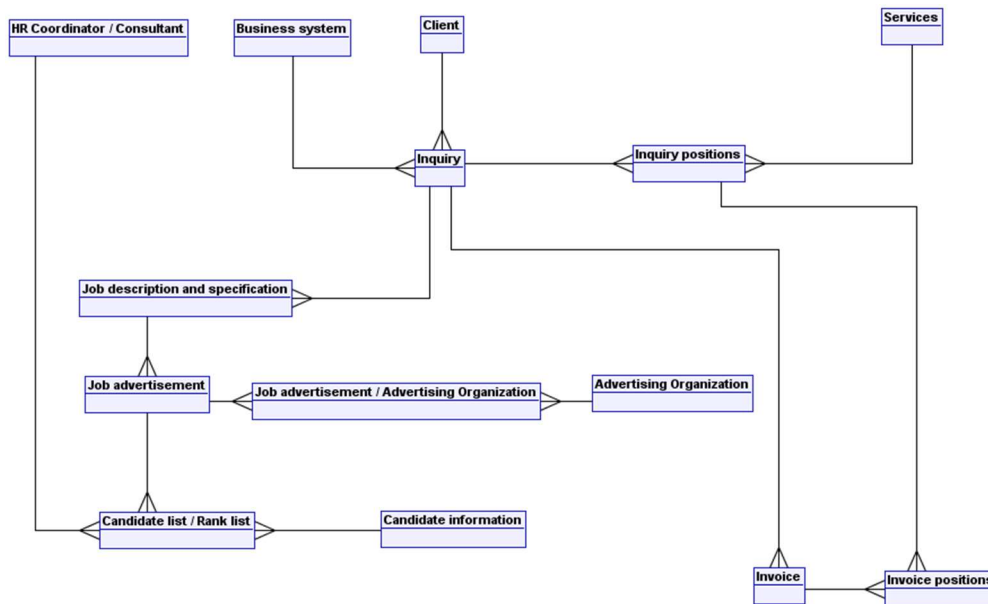 HR Coordinator / Consultant
Business system
Client
Services
Inquiry
Inquiry positions
Job description and specification
Job advertisement
Job advertisement / Advertising Organization
Advertising Organization
Candidate list / Rank list
Candidate information
Invoice
Invoice positions